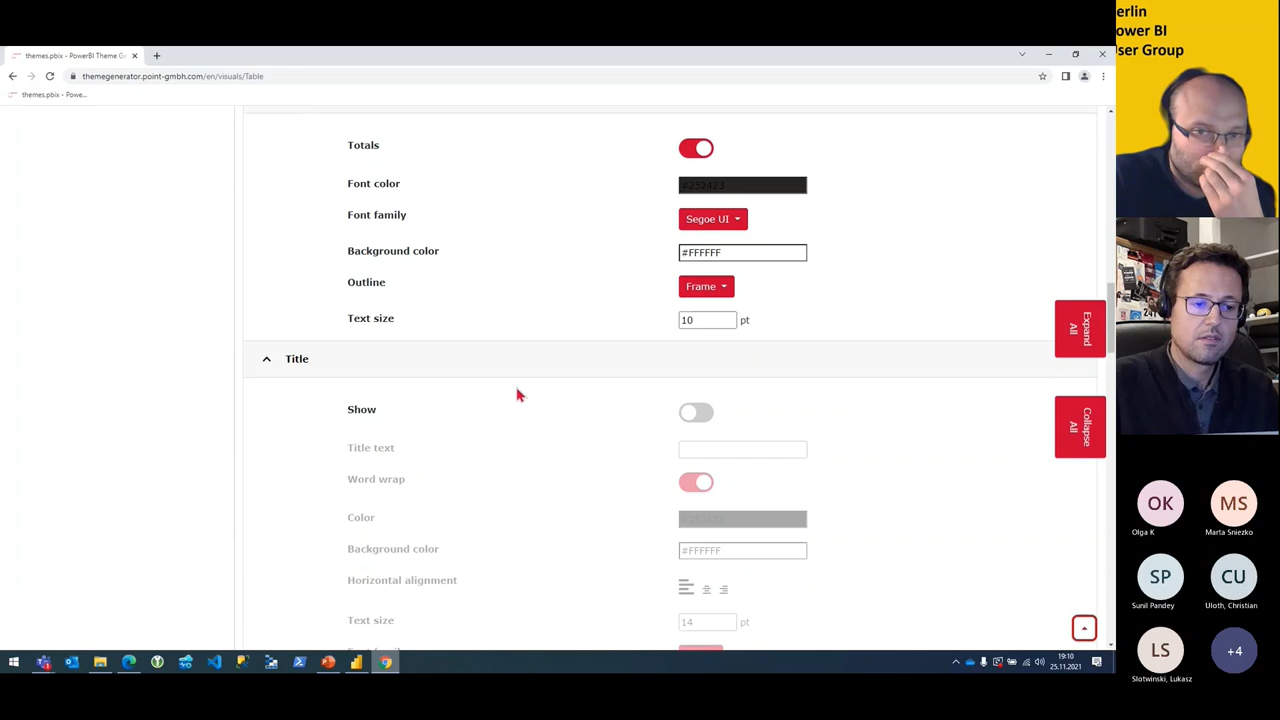 themes.pbix - PowerBI Theme G
themegenerator.point-gmbh.com/en/visuals/Table
themes.pbix - Powe...
Totals
Font color
#252423
Font family
Segoe UI
Background color
#FFFFFF
Outline
Frame
Text size
10 pt
Title
Show
Title text
Word wrap
Color
Background color
#FFFFFF
Horizontal alignment
Text size
14 pt
Expand
All
Collapse
All
19:10
25.11.2021
erlin
ower BI
ser Group
247
OK
Olga K
MS
Marta Sniezko
SP
Sunil Pandey
CU
Uloth, Christian
LS
Slotwinski, Lukasz
+4